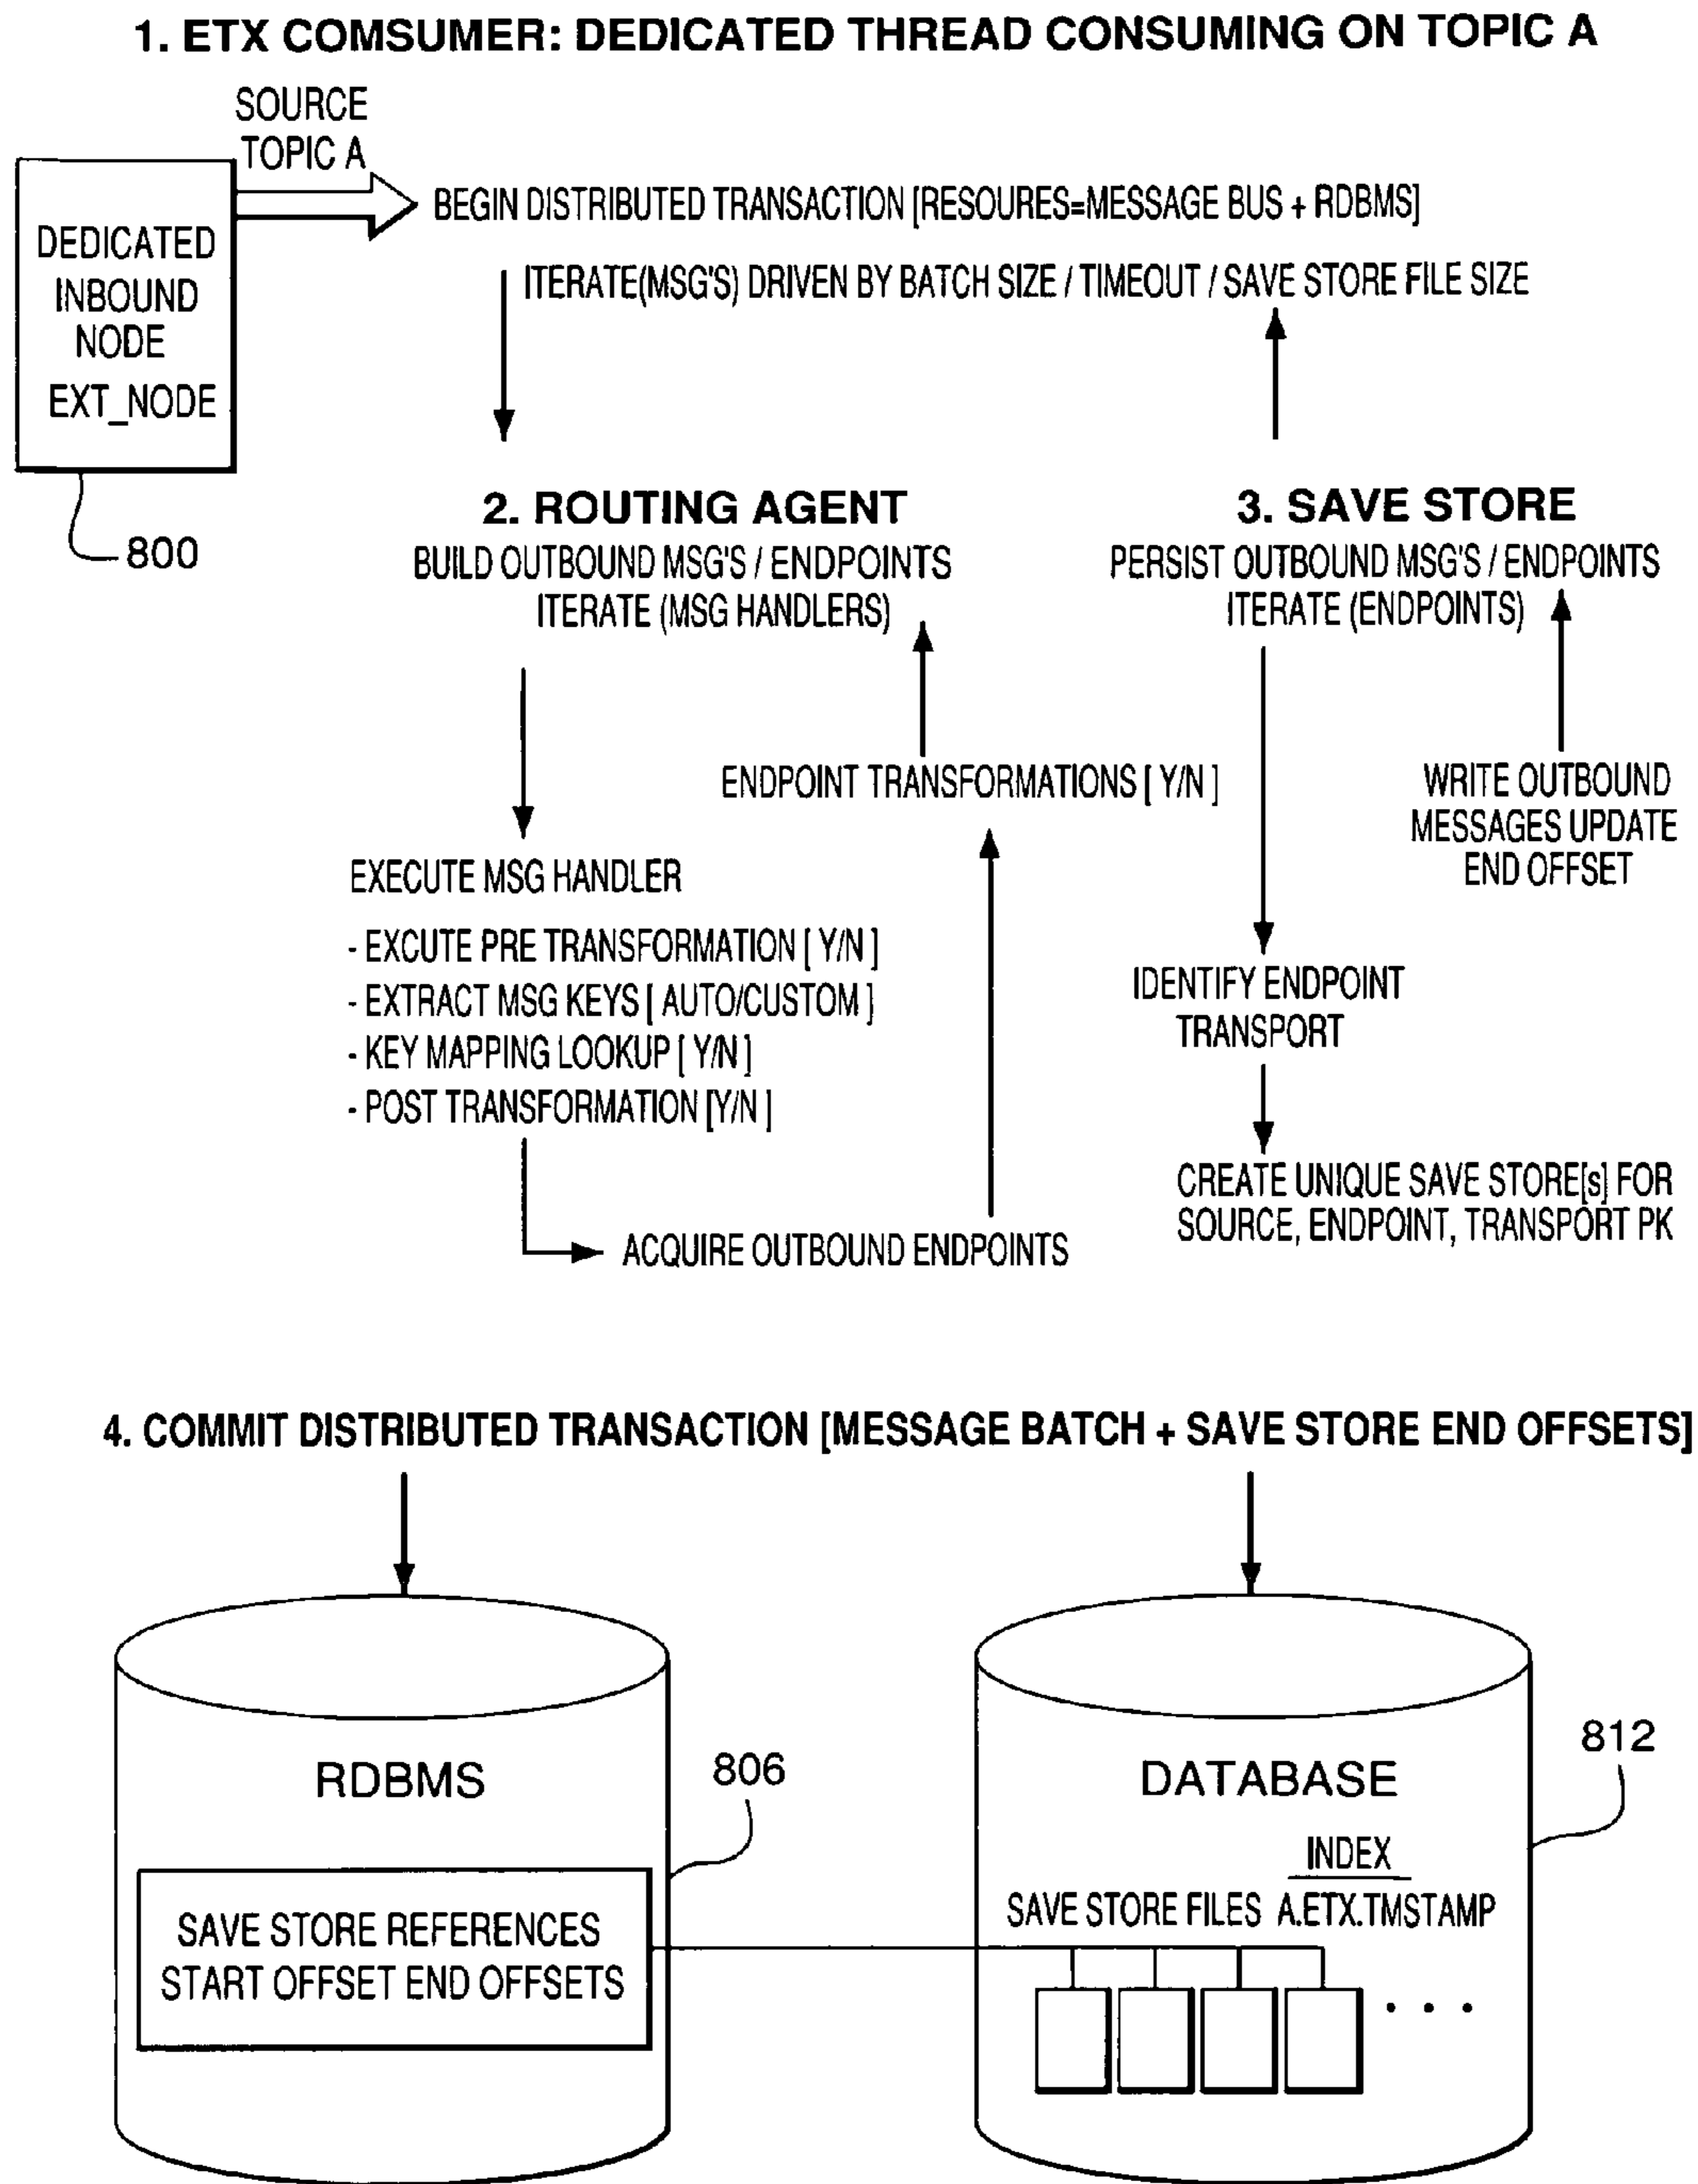 1. ETX COMSUMER: DEDICATED THREAD CONSUMING ON TOPIC A
SOURCE
TOPIC A
DEDICATED
INBOUND
NODE
EXT_NODE
800
BEGIN DISTRIBUTED TRANSACTION [RESOURES=MESSAGE BUS + RDBMS]
ITERATE(MSG'S) DRIVEN BY BATCH SIZE / TIMEOUT / SAVE STORE FILE SIZE
2. ROUTING AGENT
BUILD OUTBOUND MSG'S / ENDPOINTS
ITERATE (MSG HANDLERS)
ENDPOINT TRANSFORMATIONS [ Y/N ]
EXECUTE MSG HANDLER
- EXCUTE PRE TRANSFORMATION [ Y/N ]
- EXTRACT MSG KEYS [ AUTO/CUSTOM ]
- KEY MAPPING LOOKUP [ Y/N ]
- POST TRANSFORMATION [Y/N ]
ACQUIRE OUTBOUND ENDPOINTS
3. SAVE STORE
PERSIST OUTBOUND MSG'S / ENDPOINTS
ITERATE (ENDPOINTS)
WRITE OUTBOUND
MESSAGES UPDATE
END OFFSET
IDENTIFY ENDPOINT
TRANSPORT
CREATE UNIQUE SAVE STORE[s] FOR
SOURCE, ENDPOINT, TRANSPORT PK
4. COMMIT DISTRIBUTED TRANSACTION [MESSAGE BATCH + SAVE STORE END OFFSETS]
RDBMS
806
SAVE STORE REFERENCES
START OFFSET END OFFSETS
DATABASE
812
INDEX
SAVE STORE FILES A.ETX.TMSTAMP
. . .